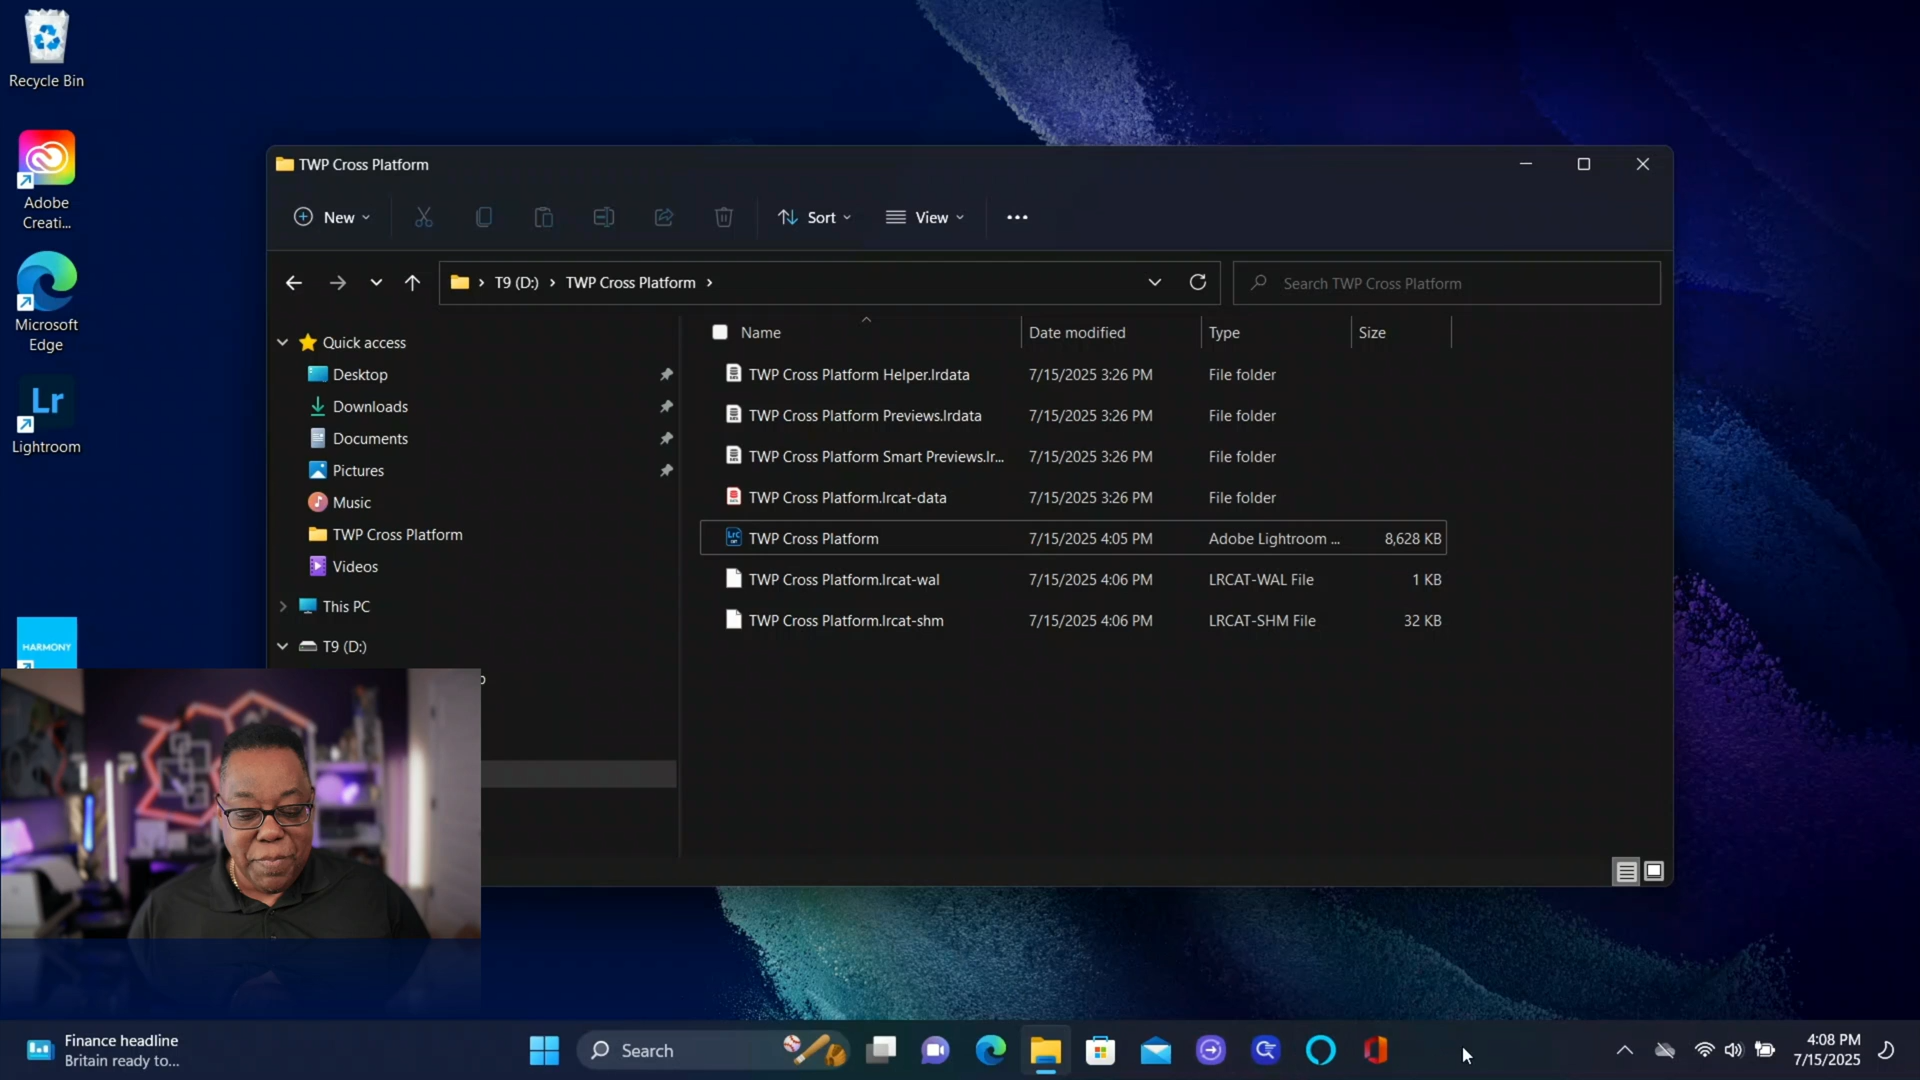 Recycle Bin
Adobe
Creati...
Microsoft
Edge
Lr
Lightroom
HARMONY
TWP Cross Platform
New
Sort
View
T9 (D:)
TWP Cross Platform
Search TWP Cross Platform
Quick access
Desktop
Downloads
Documents
Pictures
Music
TWP Cross Platform
Videos
This PC
T9 (D:)
Name
Date modified
Type
Size
TWP Cross Platform Helper.lrdata
7/15/2025 3:26 PM
File folder
TWP Cross Platform Previews.lrdata
7/15/2025 3:26 PM
File folder
TWP Cross Platform Smart Previews.lr...
7/15/2025 3:26 PM
File folder
TWP Cross Platform.lrcat-data
7/15/2025 3:26 PM
File folder
LrC
TWP Cross Platform
7/15/2025 4:05 PM
Adobe Lightroom ...
8,628 KB
TWP Cross Platform.lrcat-wal
7/15/2025 4:06 PM
LRCAT-WAL File
1 KB
TWP Cross Platform.lrcat-shm
7/15/2025 4:06 PM
LRCAT-SHM File
32 KB
Finance headline
Britain ready to...
Search
4:08 PM
7/15/2025